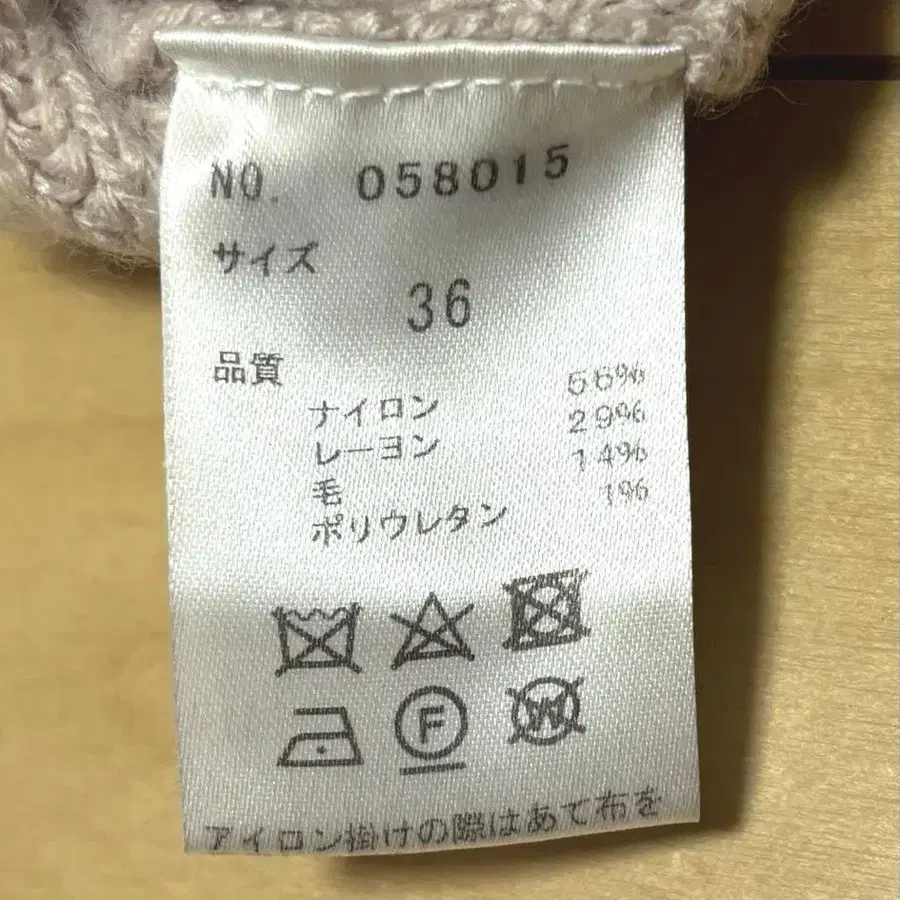 NO. 058015
サイズ
36
品質
ナイロン 56%
レーヨン 29%
毛 14%
ポリウレタン 1%
F
W
アイロン掛けの際はあて布を